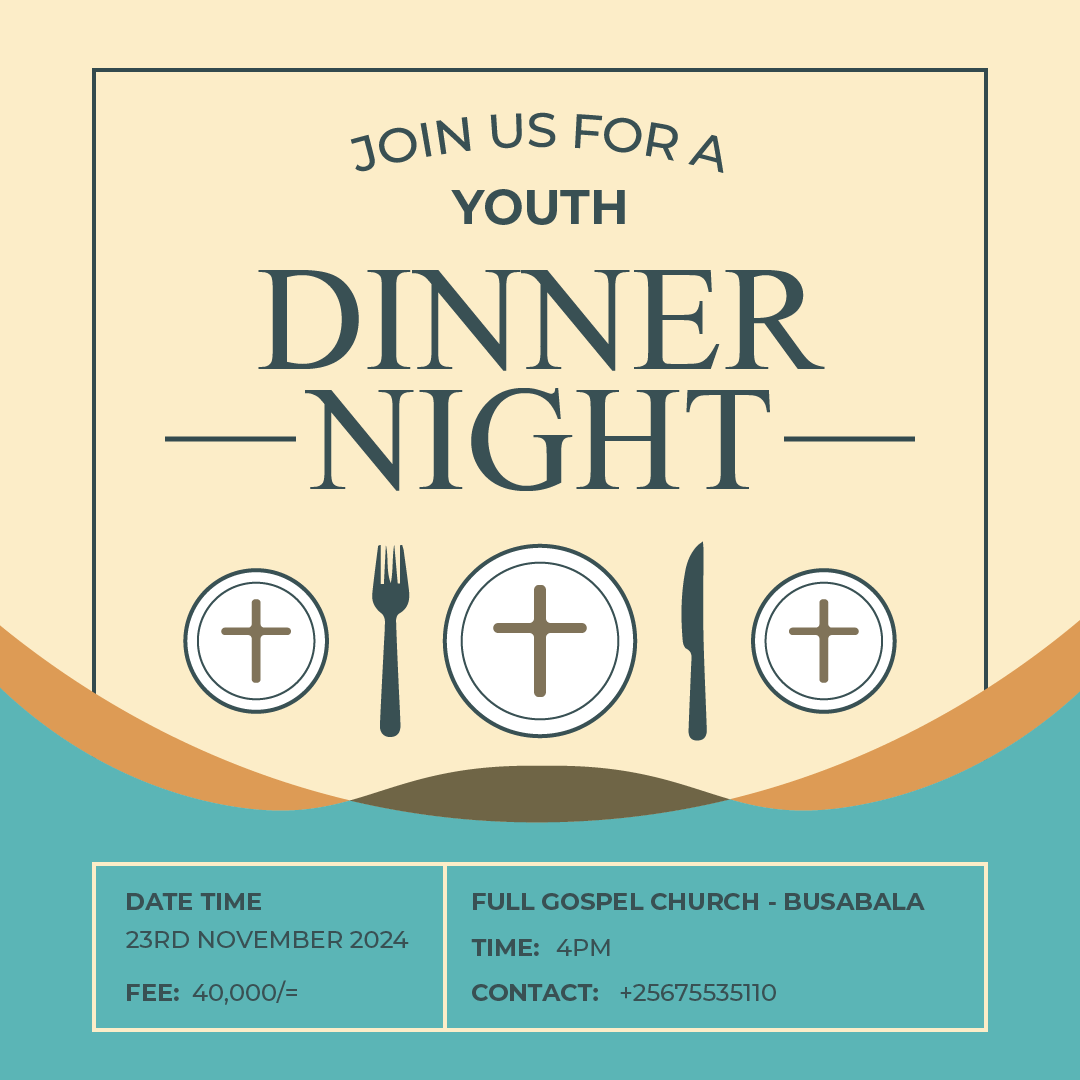 JOIN US FOR A
YOUTH
DINNER
NIGHT
DATE TIME
23RD NOVEMBER 2024
FEE: 40,000/=
FULL GOSPEL CHURCH - BUSABALA
TIME: 4PM
CONTACT: +25675535110